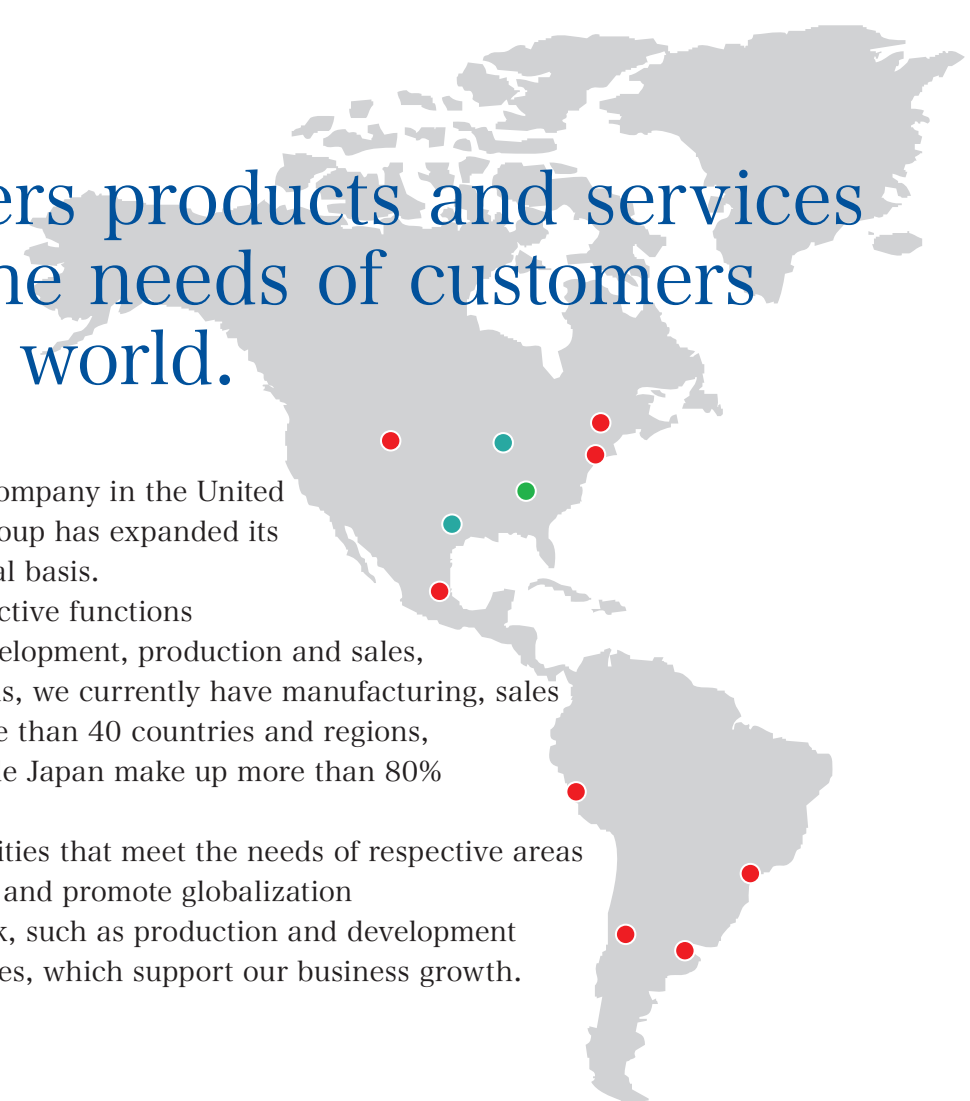 ers products and services
he needs of customers
world.
ompany in the United
oup has expanded its
al basis.
ctive functions
elopment, production and sales,
s, we currently have manufacturing, sales
e than 40 countries and regions,
e Japan make up more than 80%
ities that meet the needs of respective areas
and promote globalization
k, such as production and development
es, which support our business growth.